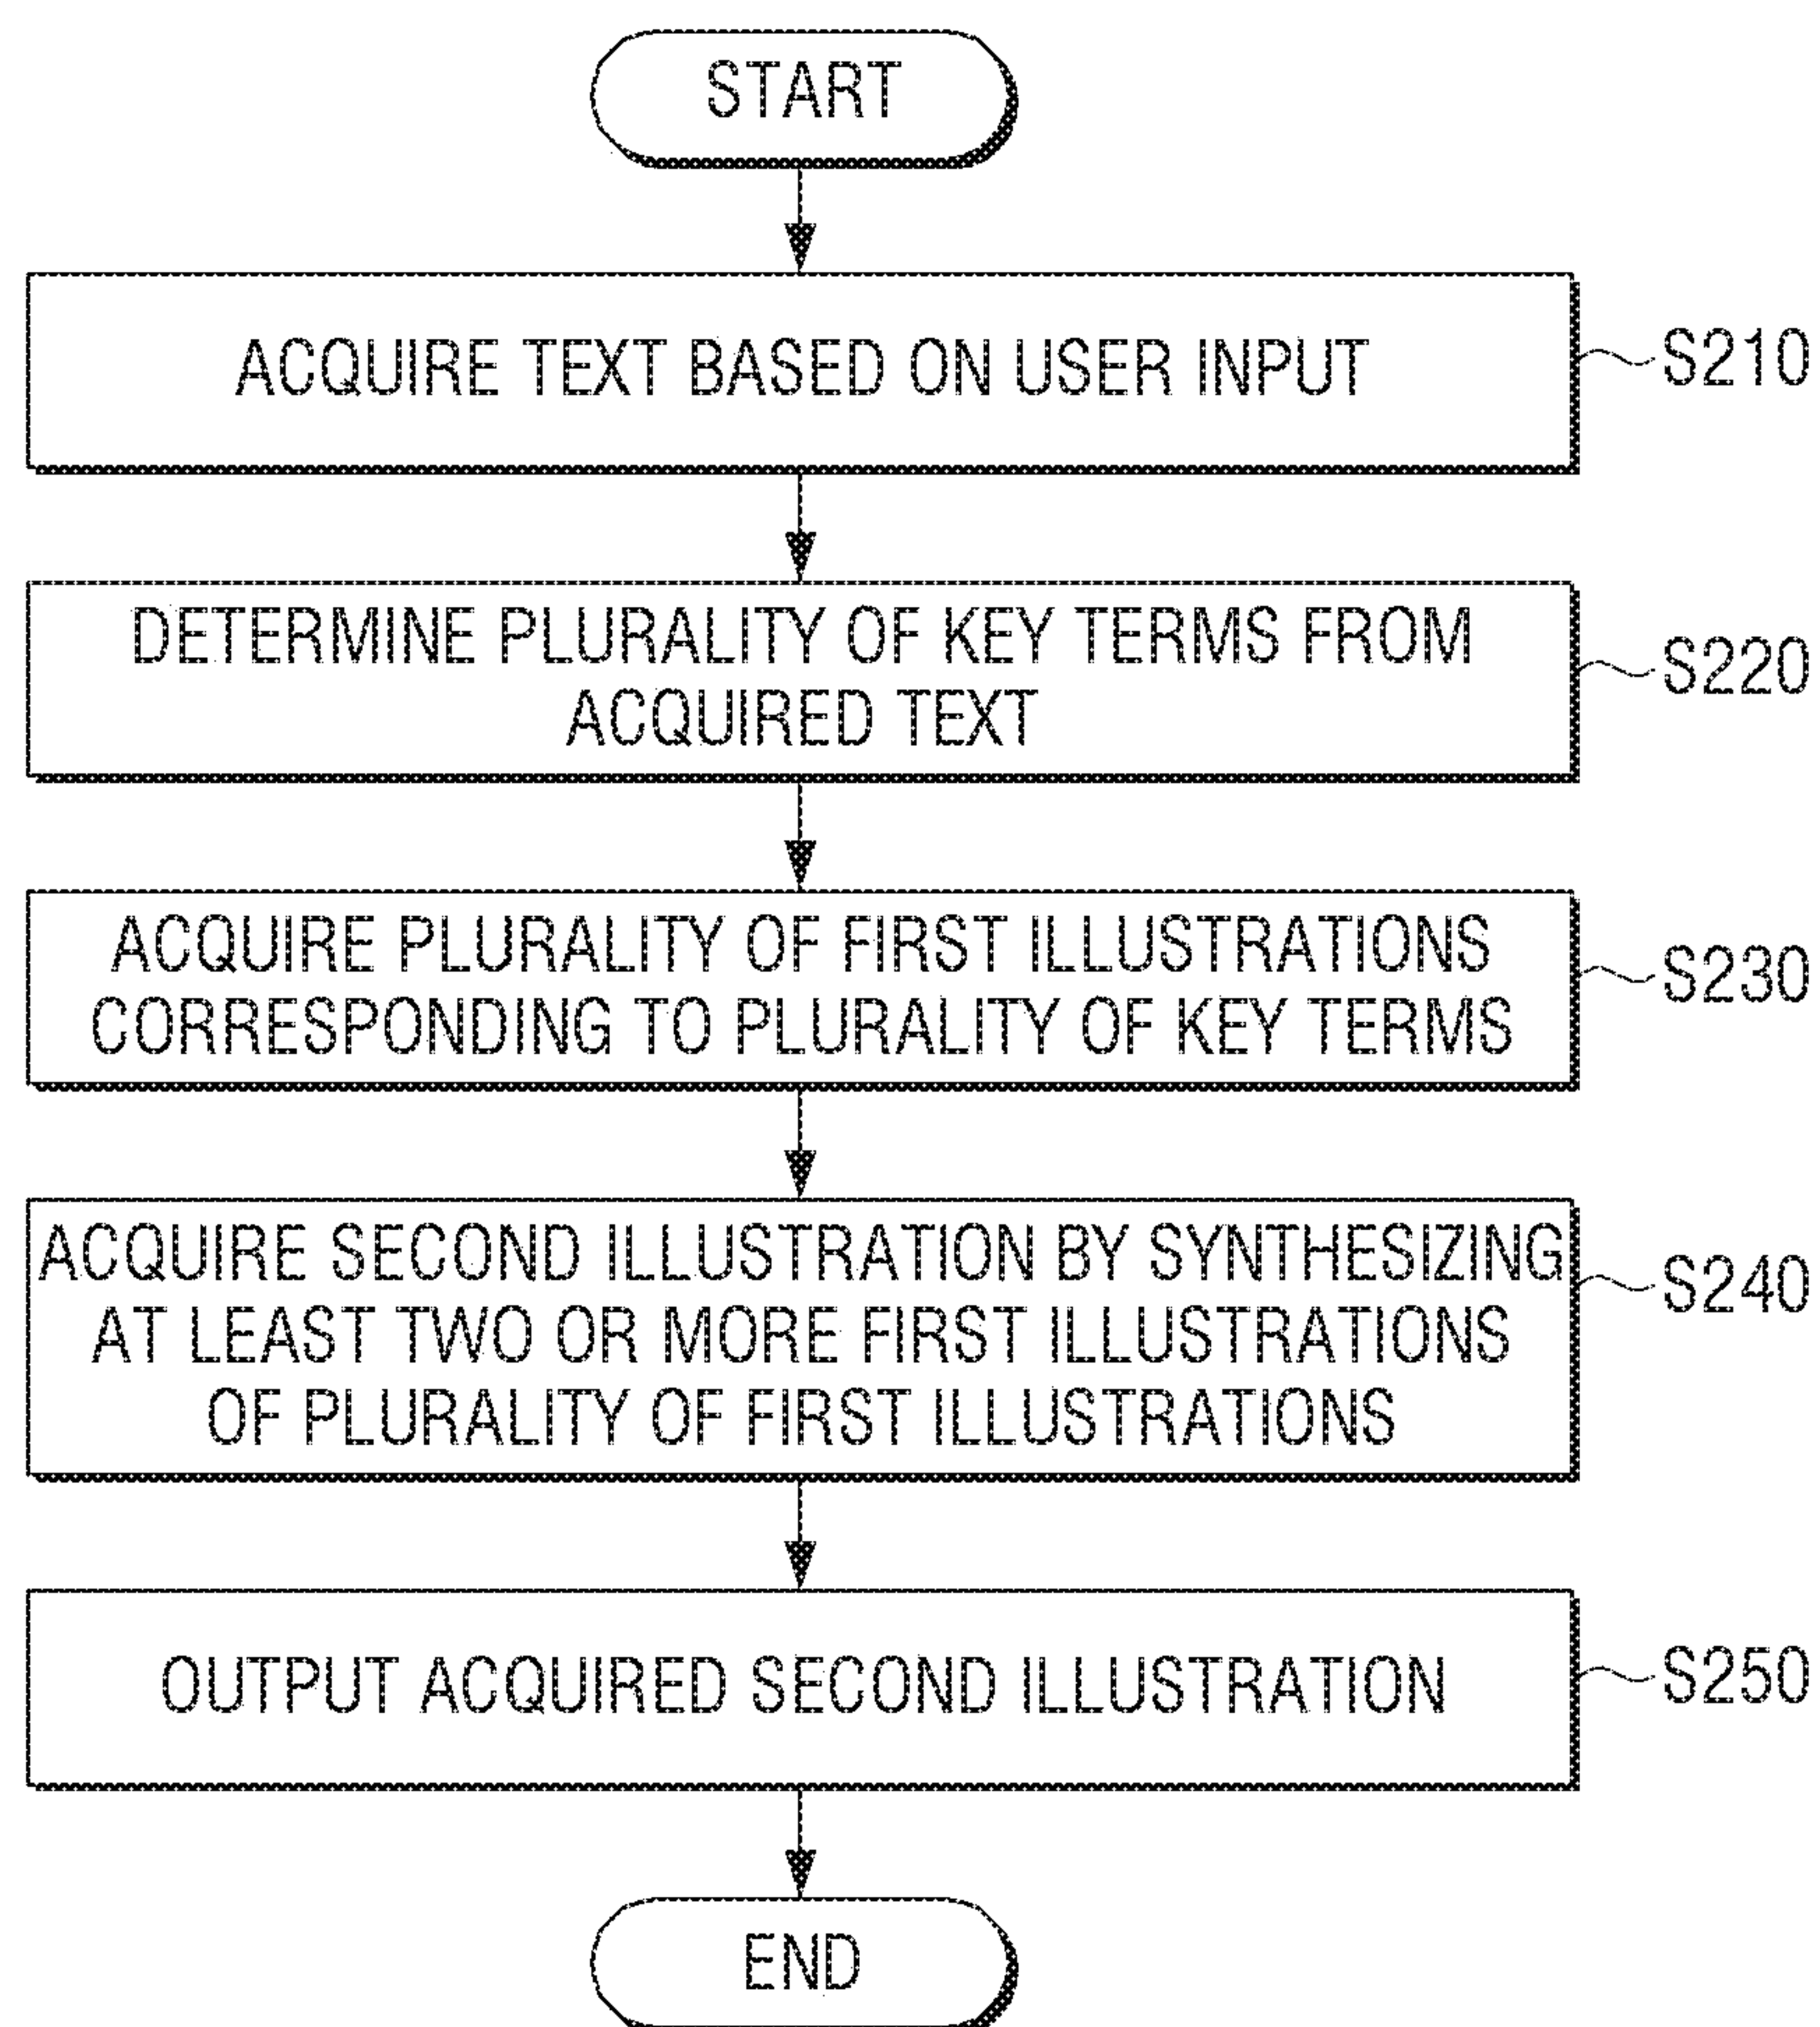 START
ACQUIRE TEXT BASED ON USER INPUT
S210
DETERMINE PLURALITY OF KEY TERMS FROM
ACQUIRED TEXT
S220
ACQUIRE PLURALITY OF FIRST ILLUSTRATIONS
CORRESPONDING TO PLURALITY OF KEY TERMS
S230
ACQUIRE SECOND ILLUSTRATION BY SYNTHESIZING
AT LEAST TWO OR MORE FIRST ILLUSTRATIONS
OF PLURALITY OF FIRST ILLUSTRATIONS
S240
OUTPUT ACQUIRED SECOND ILLUSTRATION
S250
END